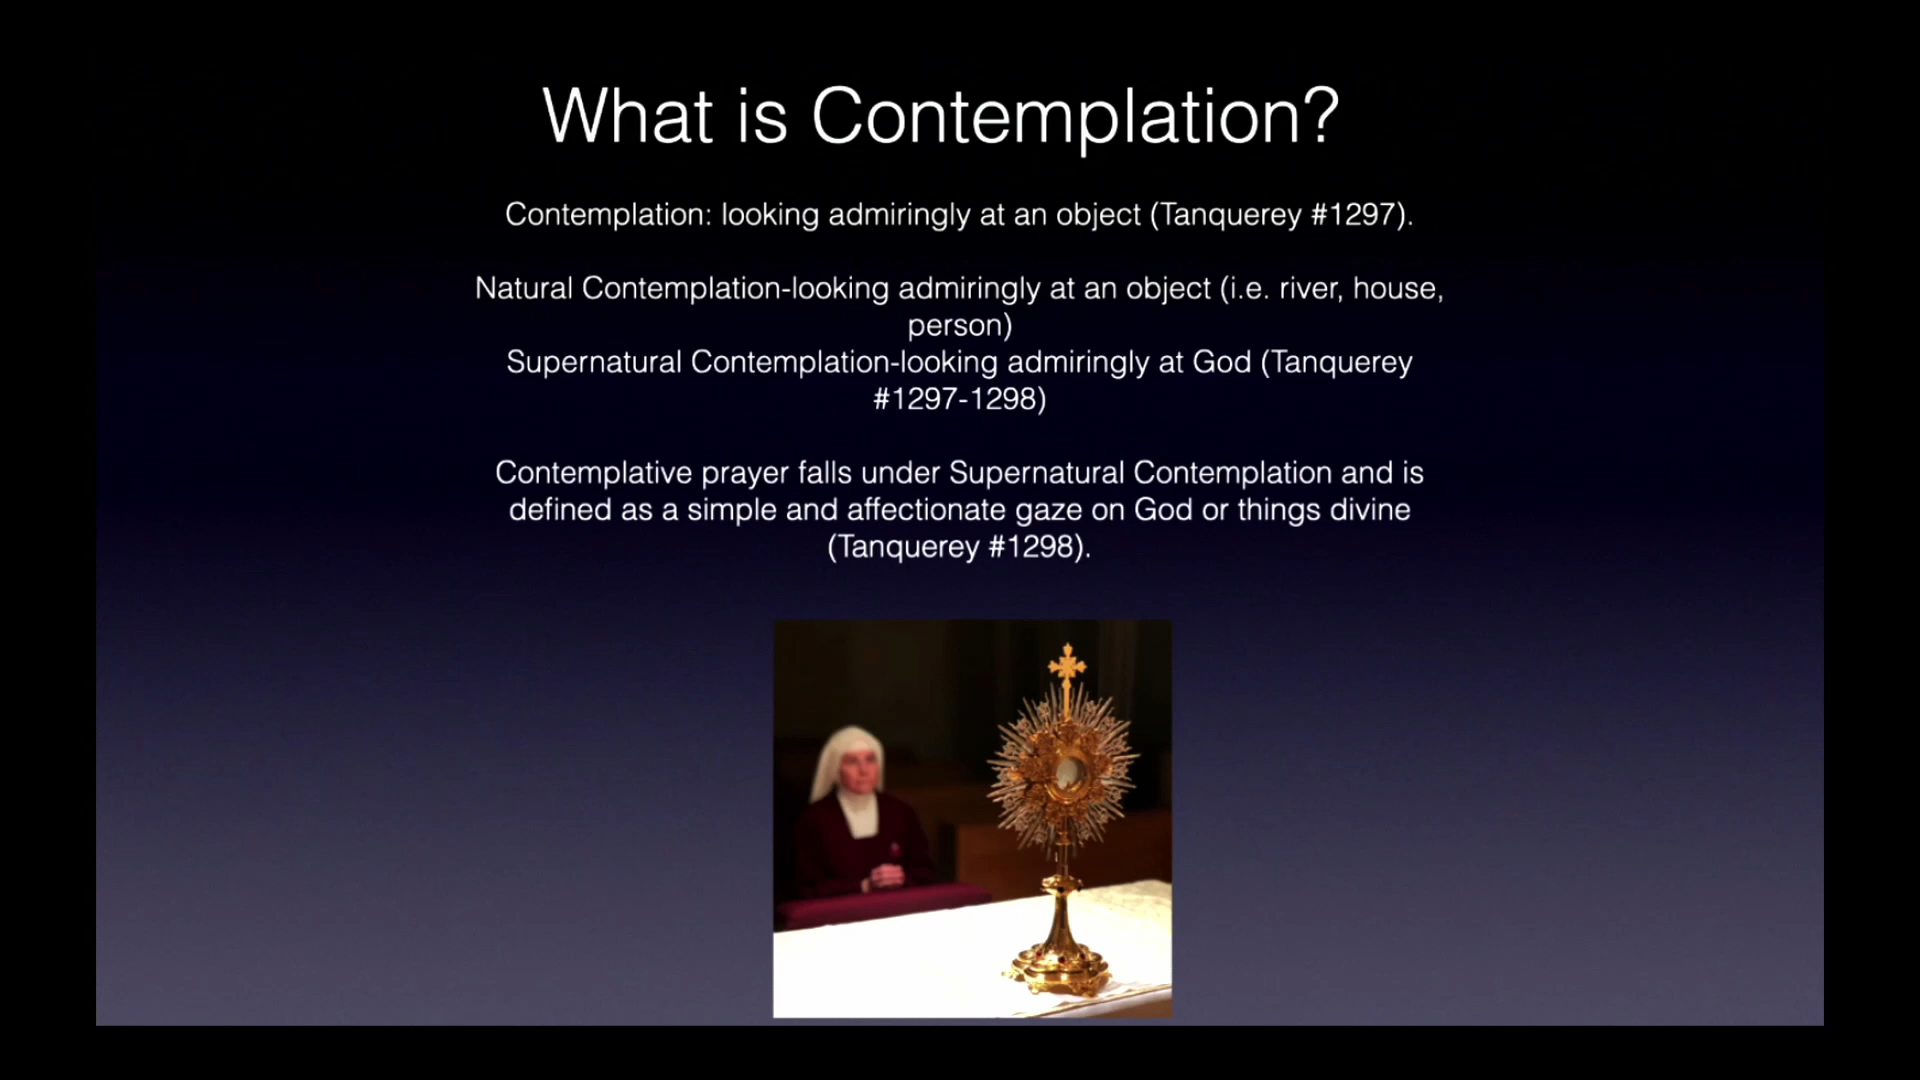 What is Contemplation?
Contemplation: looking admiringly at an object (Tanquerey #1297).
Natural Contemplation-looking admiringly at an object (i.e. river, house,
person)
Supernatural Contemplation-looking admiringly at God (Tanquerey
#1297-1298)
Contemplative prayer falls under Supernatural Contemplation and is
defined as a simple and affectionate gaze on God or things divine
(Tanquerey #1298).